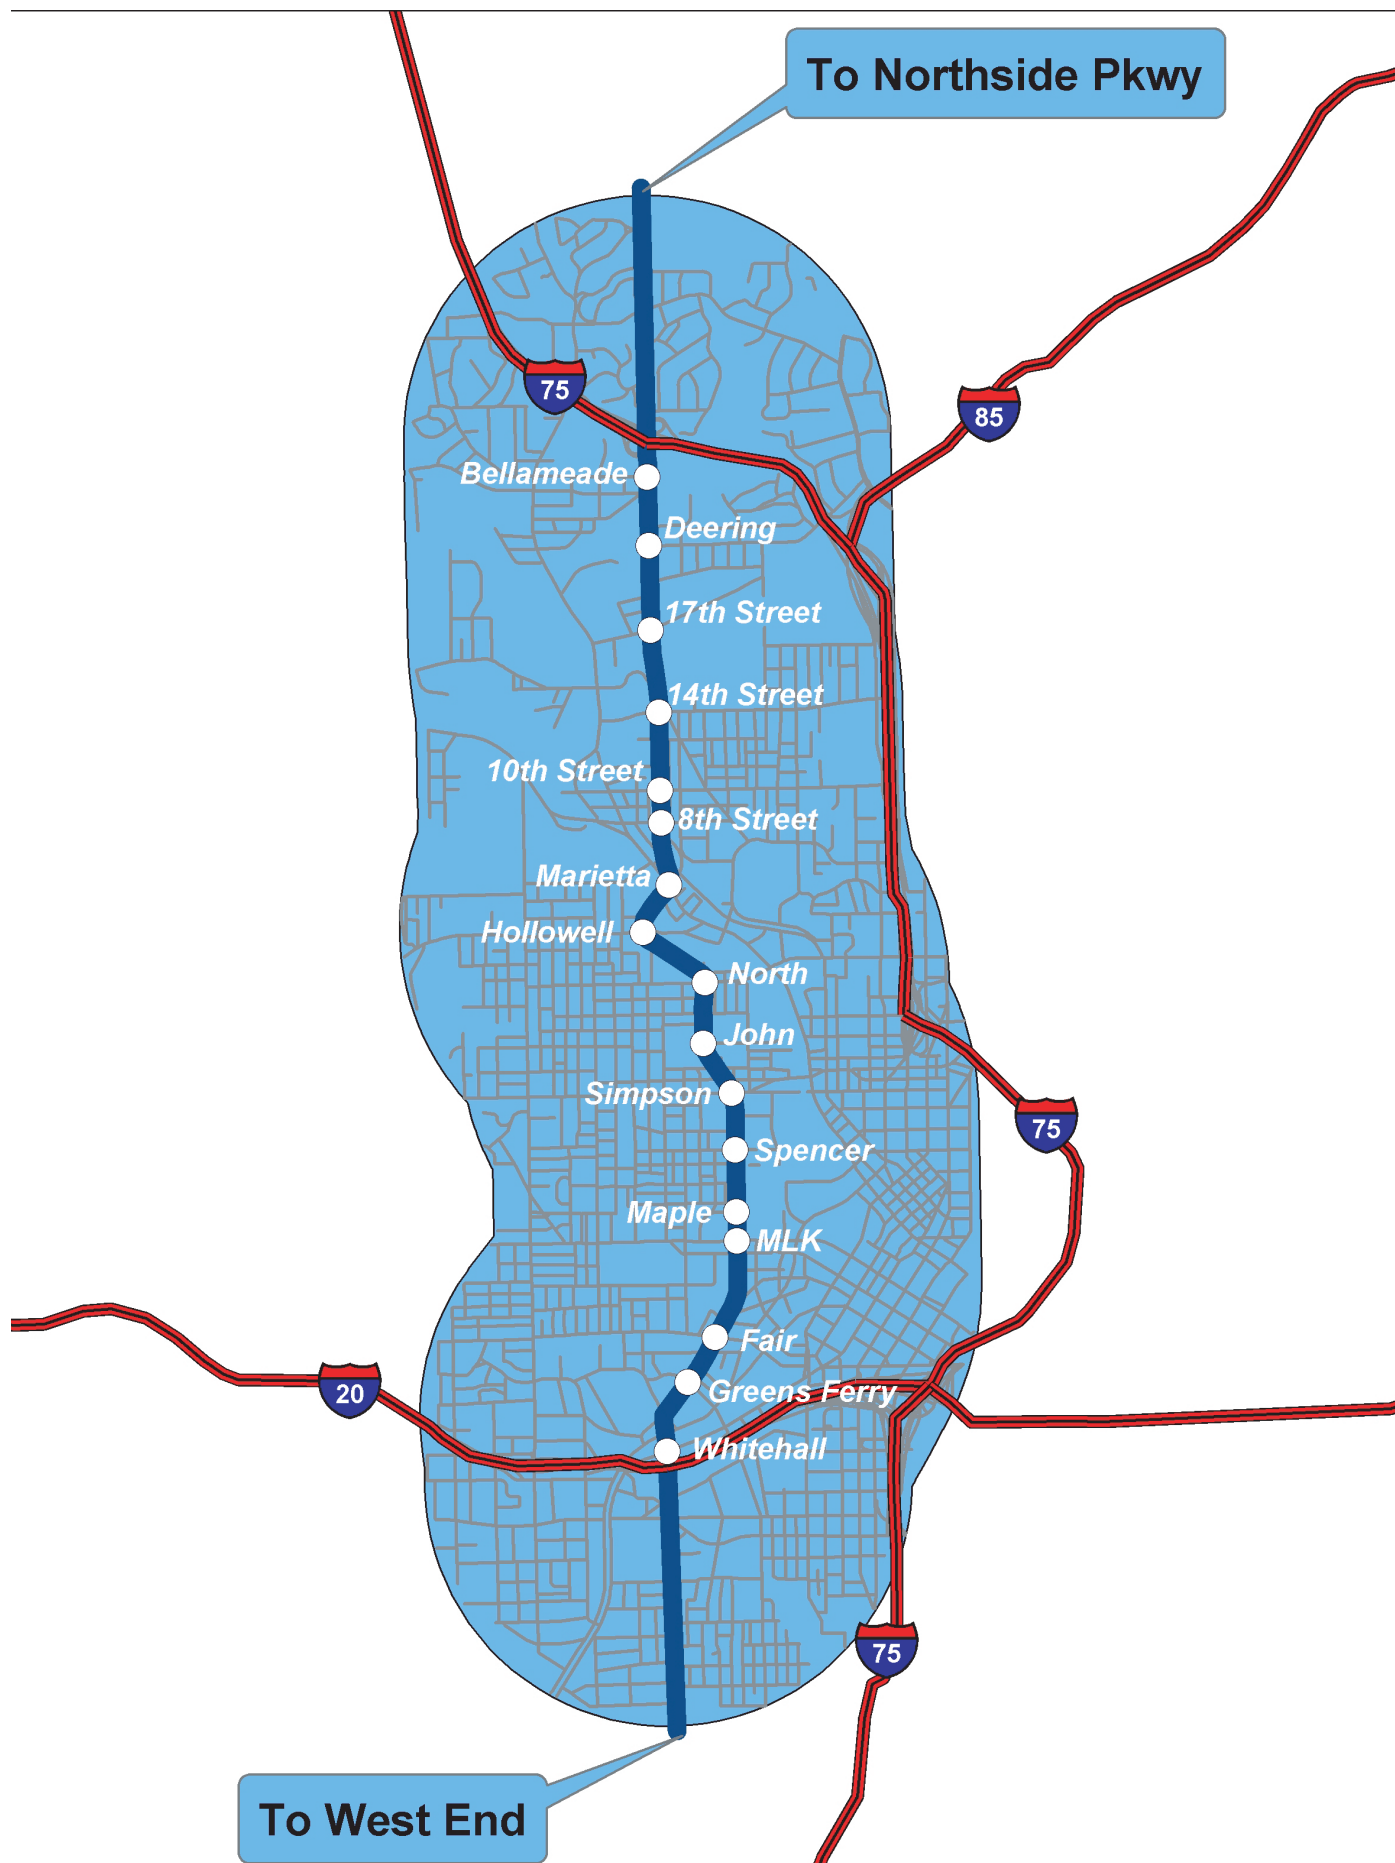 To Northside Pkwy
75
85
Bellameade
Deering
17th Street
14th Street
10th Street
8th Street
Marietta
Hollowell
North
John
Simpson
75
Spencer
Maple
MLK
Fair
20
Greens Ferry
Whitehall
75
To West End